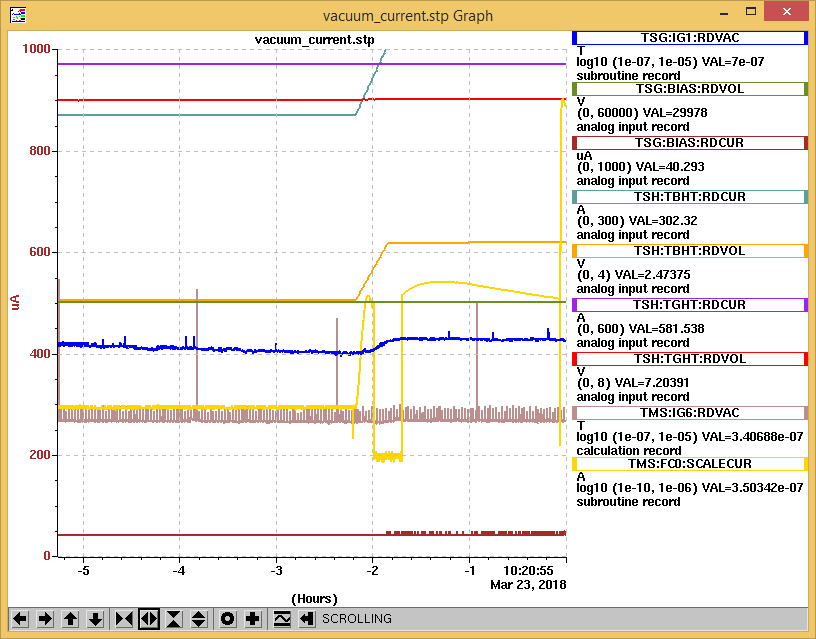 vacuum_current.stp Graph
vacuum_current.stp
1000
800
600
400
200
0
uA
-5
-4
-3
-2
-1
10:20:55
Mar 23, 2018
(Hours)
TSG:IG1:RDVAC
T
log10 (1e-07, 1e-05) VAL=7e-07
subroutine record
TSG:BIAS:RDVOL
V
(0, 60000) VAL=29978
analog input record
TSG:BIAS:RDCUR
uA
(0, 1000) VAL=40.293
analog input record
TSH:TBHT:RDCUR
A
(0, 300) VAL=302.32
analog input record
TSH:TBHT:RDVOL
V
(0, 4) VAL=2.47375
analog input record
TSH:TGHT:RDCUR
A
(0, 600) VAL=581.538
analog input record
TSH:TGHT:RDVOL
V
(0, 8) VAL=7.20391
analog input record
TMS:IG6:RDVAC
T
log10 (1e-07, 1e-05) VAL=3.40688e-07
calculation record
TMS:FC0:SCALECUR
A
log10 (1e-10, 1e-06) VAL=3.50342e-07
subroutine record
SCROLLING